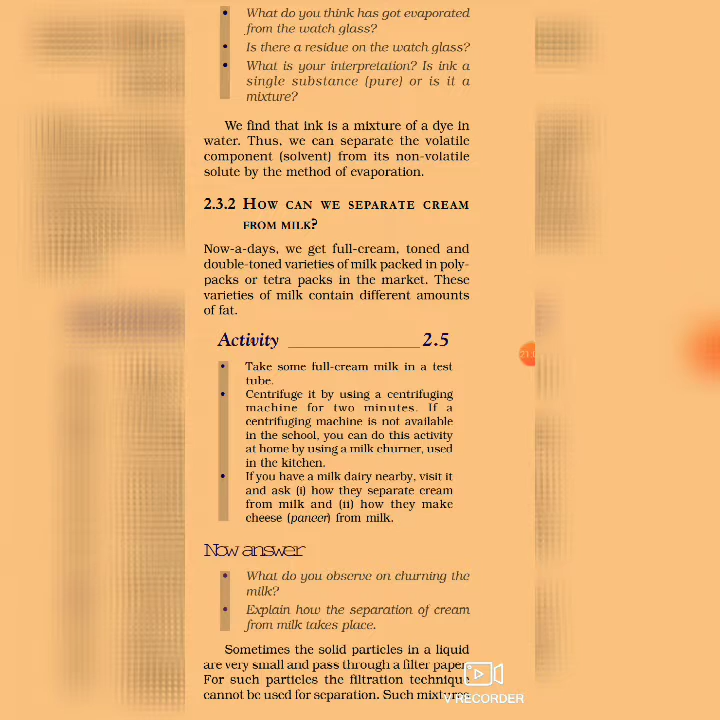 • What do you think has got evaporated
from the watch glass?
• Is there a residue on the watch glass?
• What is your interpretation? Is ink a
single substance (pure) or is it a
mixture?
We find that ink is a mixture of a dye in
water. Thus, we can separate the volatile
component (solvent) from its non-volatile
solute by the method of evaporation.
2.3.2 HOW CAN WE SEPARATE CREAM
FROM MILK?
Now-a-days, we get full-cream, toned and
double-toned varieties of milk packed in poly-
packs or tetra packs in the market. These
varieties of milk contain different amounts
of fat.
Activity ______________ 2.5
• Take some full-cream milk in a test
tube.
• Centrifuge it by using a centrifuging
machine for two minutes. If a
centrifuging machine is not available
in the school, you can do this activity
at home by using a milk churner, used
in the kitchen.
• If you have a milk dairy nearby, visit it
and ask (i) how they separate cream
from milk and (ii) how they make
cheese (paneer) from milk.
Now answer
• What do you observe on churning the
milk?
• Explain how the separation of cream
from milk takes place.
Sometimes the solid particles in a liquid
are very small and pass through a filter paper.
For such particles the filtration technique
cannot be used for separation. Such mixtures
V RECORDER